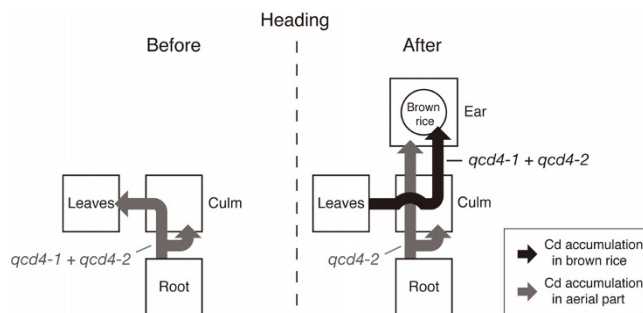 Heading
Before
After
Brown
rice
Ear
qcd4-1 + qcd4-2
Leaves
Culm
Leaves
Culm
qcd4-1 + qcd4-2
qcd4-2
Root
Root
Cd accumulation
in brown rice
Cd accumulation
in aerial part